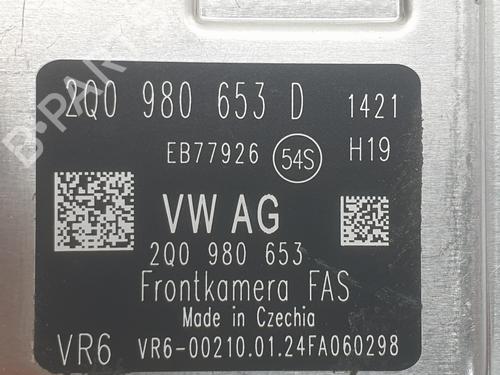 2Q0 980 653 D 1421
EB77926 54S H19
VW AG
2Q0 980 653
Frontkamera FAS
Made in Czechia
VR6 VR6-00210.01.24FA060298
B-PARTS